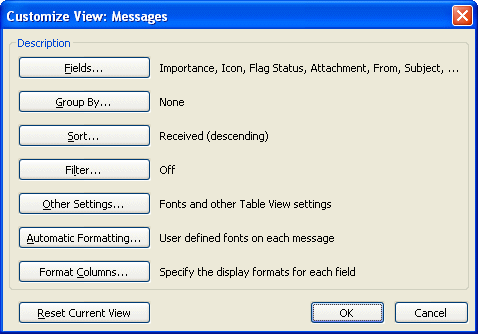 Customize View: Messages
Description
Fields... Importance, Icon, Flag Status, Attachment, From, Subject, ...
Group By... None
Sort... Received (descending)
Filter... Off
Other Settings... Fonts and other Table View settings
Automatic Formatting... User defined fonts on each message
Format Columns... Specify the display formats for each field
Reset Current View OK Cancel